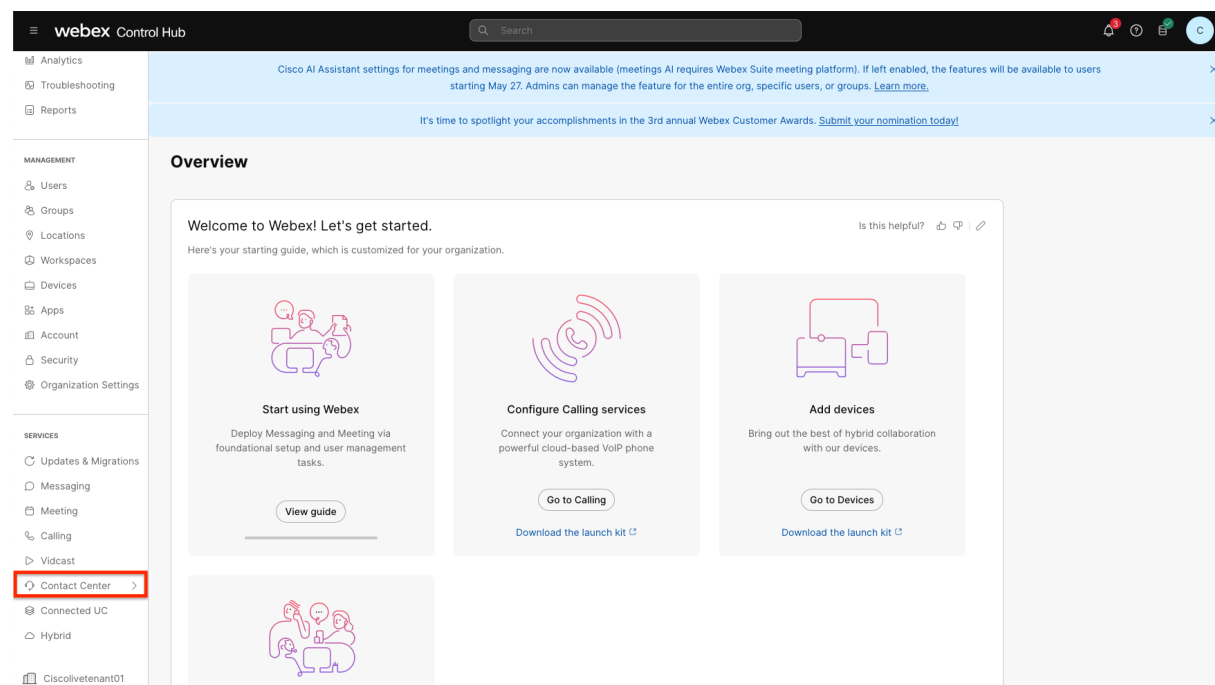 webex Control Hub
Search
3
C
Analytics
Troubleshooting
Reports
MANAGEMENT
Users
Groups
Locations
Workspaces
Devices
Apps
Account
Security
Organization Settings
SERVICES
Updates & Migrations
Messaging
Meeting
Calling
Vidcast
Contact Center
Connected UC
Hybrid
Ciscolivetenant01
Cisco AI Assistant settings for meetings and messaging are now available (meetings AI requires Webex Suite meeting platform). If left enabled, the features will be available to users
starting May 27. Admins can manage the feature for the entire org, specific users, or groups. Learn more.
It's time to spotlight your accomplishments in the 3rd annual Webex Customer Awards. Submit your nomination today!
Overview
Welcome to Webex! Let's get started.
Is this helpful?
Here's your starting guide, which is customized for your organization.
Start using Webex
Deploy Messaging and Meeting via
foundational setup and user management
tasks.
View guide
Configure Calling services
Connect your organization with a
powerful cloud-based VoIP phone
system.
Go to Calling
Download the launch kit
Add devices
Bring out the best of hybrid collaboration
with our devices.
Go to Devices
Download the launch kit